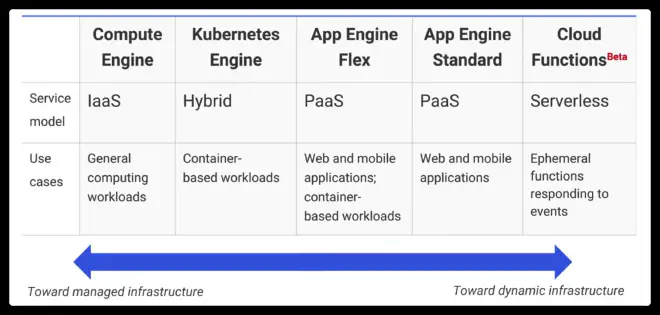 Compute Engine
Kubernetes Engine
App Engine Flex
App Engine Standard
Cloud Functions Beta
Service model
IaaS
Hybrid
PaaS
PaaS
Serverless
Use cases
General computing workloads
Container-based workloads
Web and mobile applications; container-based workloads
Web and mobile applications
Ephemeral functions responding to events
Toward managed infrastructure
Toward dynamic infrastructure